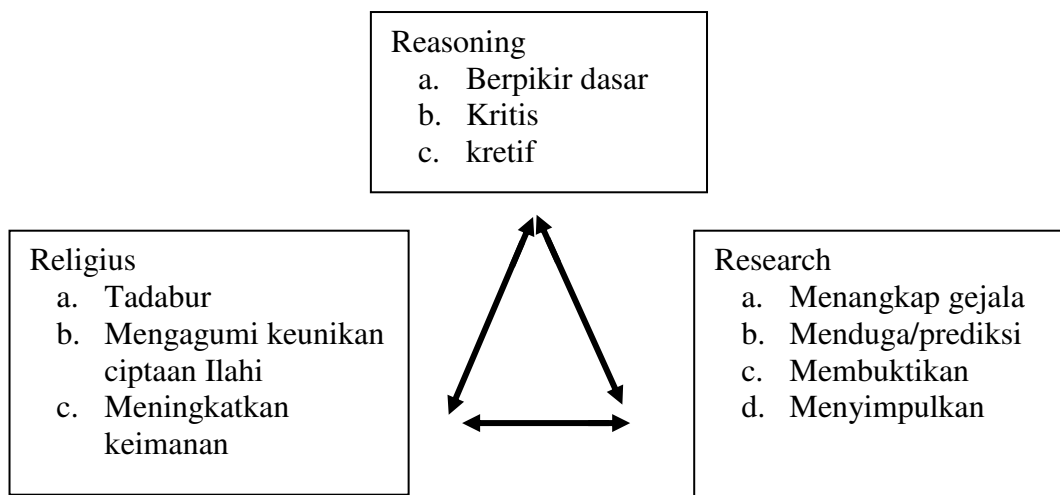 Reasoning
a. Berpikir dasar
b. Kritis
c. kretif
Religius
a. Tadabur
b. Mengagumi keunikan
ciptaan Ilahi
c. Meningkatkan
keimanan
Research
a. Menangkap gejala
b. Menduga/prediksi
c. Membuktikan
d. Menyimpulkan